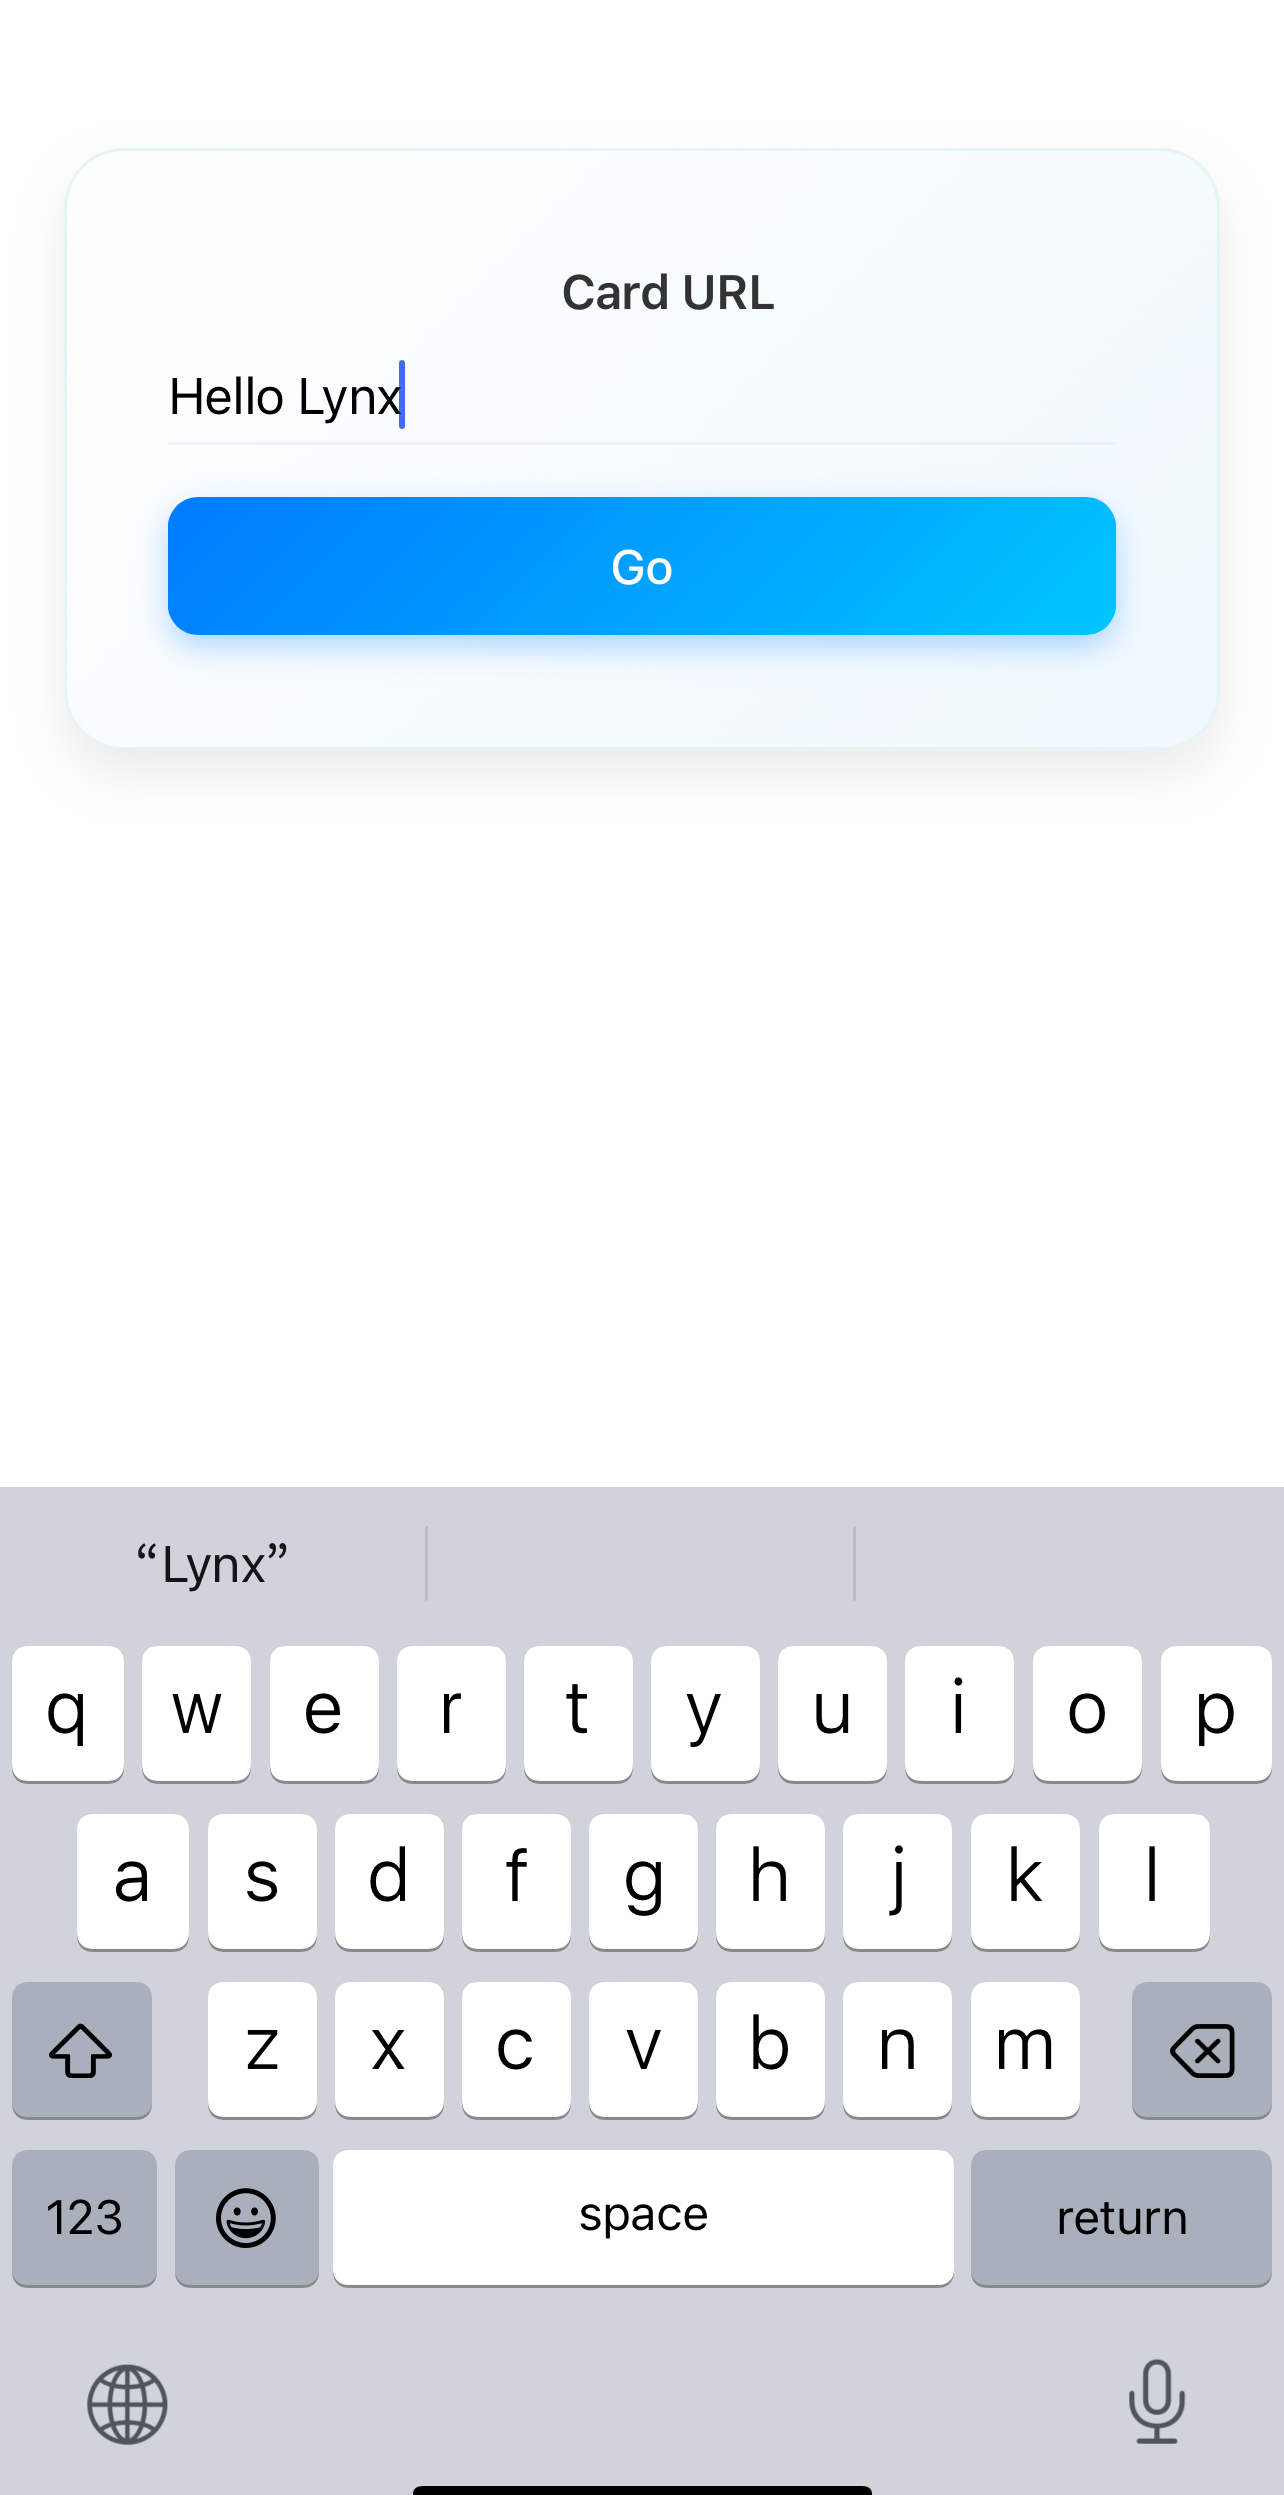 Card URL
Hello Lynx
Go
“Lynx”
q w e r t y u i o p
a s d f g h j k l
z x c v b n m
123 space return